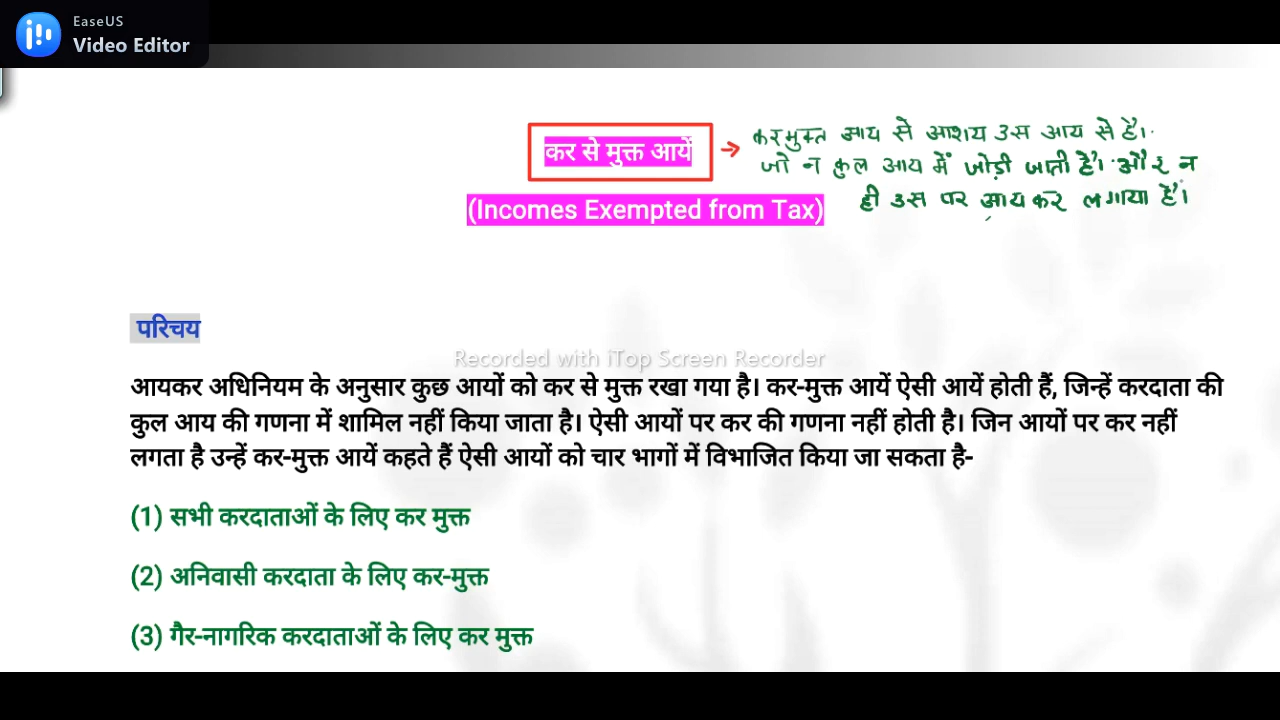 EaseUS
Video Editor
कर से मुक्त आयें
करमुक्त आय से आशय उस आय से है।
जो न कुल आय में जोड़ी जाती है। और न
ही उस पर आयकर लगाया है।
(Incomes Exempted from Tax)
परिचय
Recorded with iTop Screen Recorder
आयकर अधिनियम के अनुसार कुछ आयों को कर से मुक्त रखा गया है। कर-मुक्त आयें ऐसी आयें होती हैं, जिन्हें करदाता की
कुल आय की गणना में शामिल नहीं किया जाता है। ऐसी आयों पर कर की गणना नहीं होती है। जिन आयों पर कर नहीं
लगता है उन्हें कर-मुक्त आयें कहते हैं ऐसी आयों को चार भागों में विभाजित किया जा सकता है-
(1) सभी करदाताओं के लिए कर मुक्त
(2) अनिवासी करदाता के लिए कर-मुक्त
(3) गैर-नागरिक करदाताओं के लिए कर मुक्त